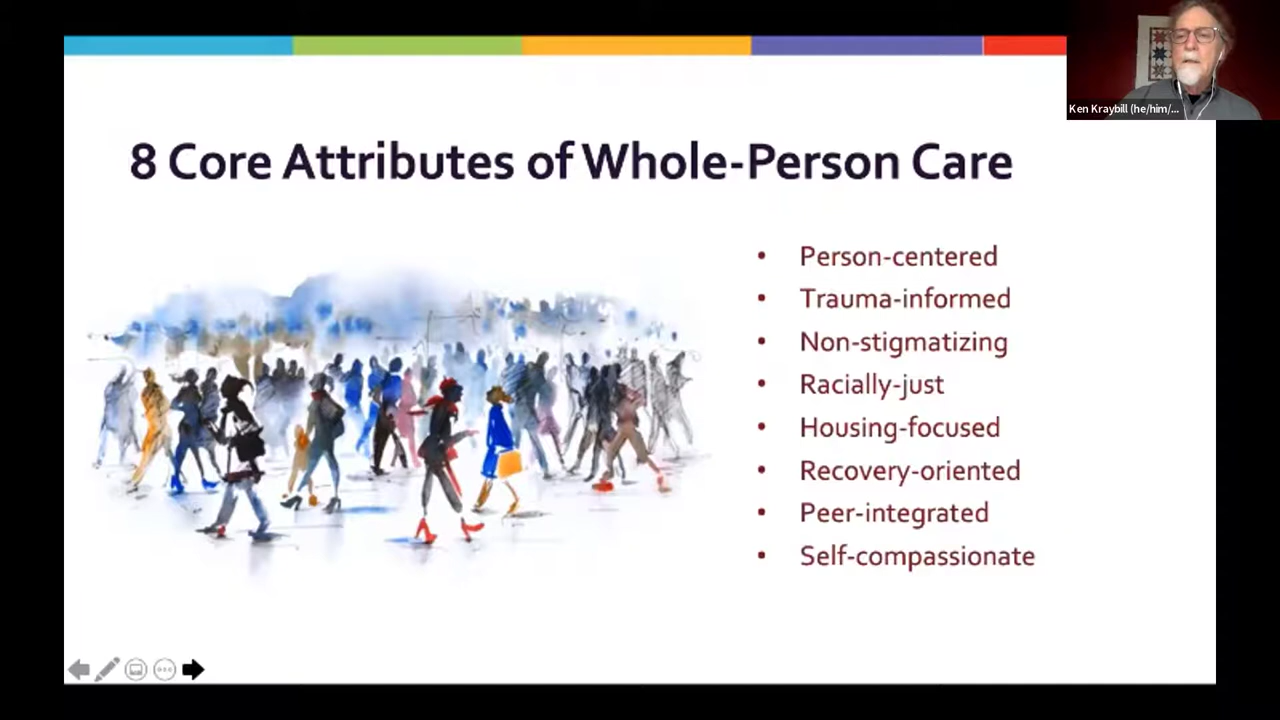 8 Core Attributes of Whole-Person Care
Ken Kraybill (he/him/...
• Person-centered
• Trauma-informed
• Non-stigmatizing
• Racially-just
• Housing-focused
• Recovery-oriented
• Peer-integrated
• Self-compassionate